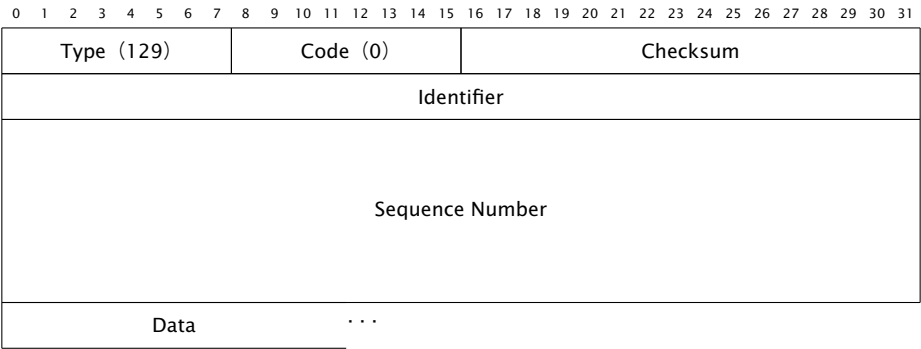 0 1 2 3 4 5 6 7 8 9 10 11 12 13 14 15 16 17 18 19 20 21 22 23 24 25 26 27 28 29 30 31
Type（129） Code（0） Checksum
Identifier
Sequence Number
Data ...